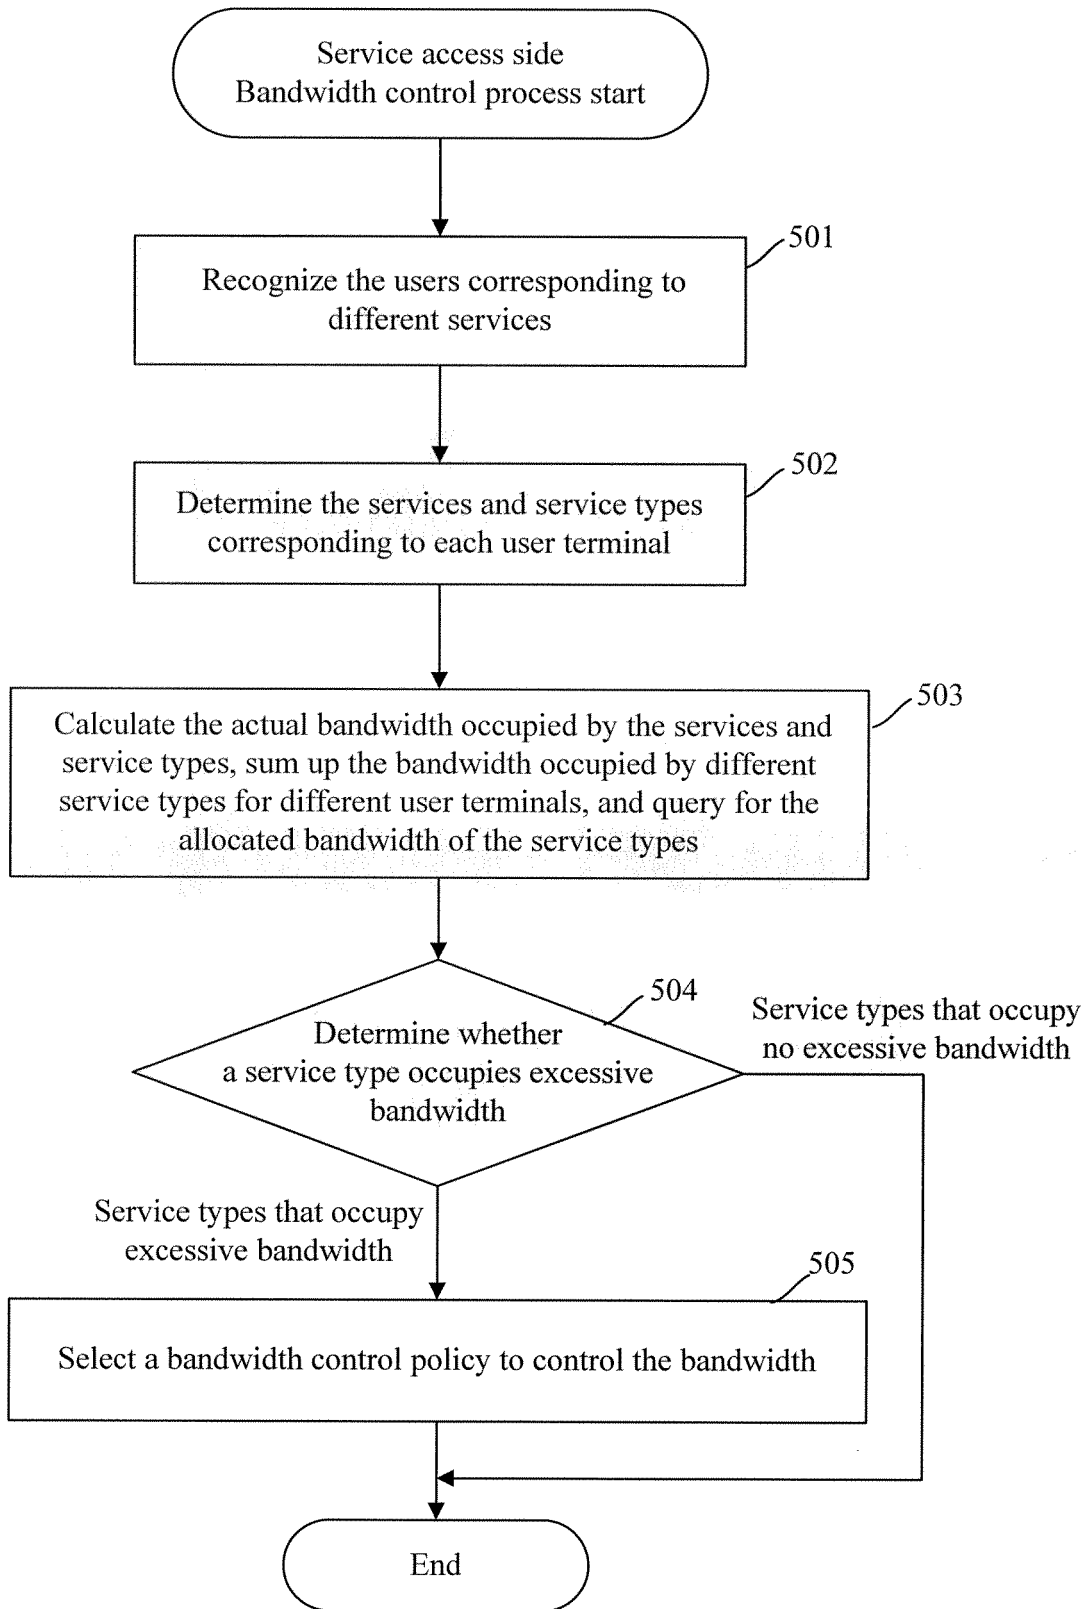 Service access side
Bandwidth control process start
501
Recognize the users corresponding to
different services
502
Determine the services and service types
corresponding to each user terminal
503
Calculate the actual bandwidth occupied by the services and
service types, sum up the bandwidth occupied by different
service types for different user terminals, and query for the
allocated bandwidth of the service types
504
Determine whether
a service type occupies excessive
bandwidth
Service types that occupy
no excessive bandwidth
Service types that occupy
excessive bandwidth
505
Select a bandwidth control policy to control the bandwidth
End